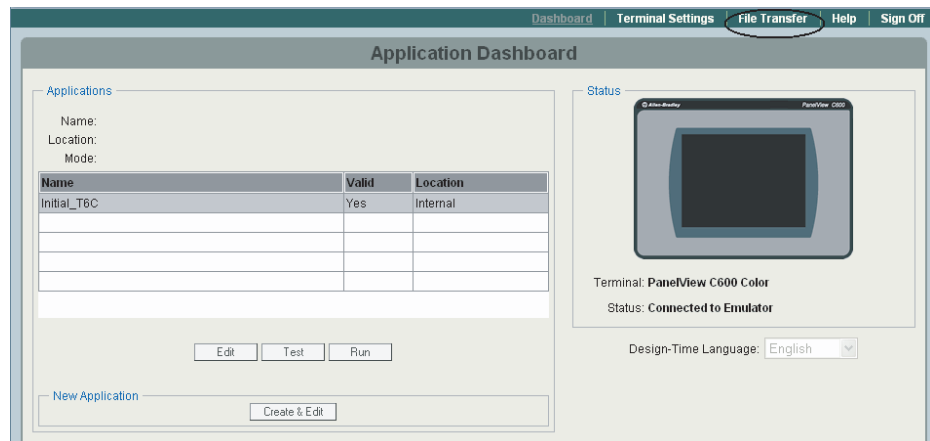 Dashboard | Terminal Settings | File Transfer | Help | Sign Off
Application Dashboard
Applications
Name:
Location:
Mode:
Name Valid Location
Initial_T6C Yes Internal
Edit Test Run
New Application
Create & Edit
Status
Allen-Bradley PanelView C600
Terminal: PanelView C600 Color
Status: Connected to Emulator
Design-Time Language: English